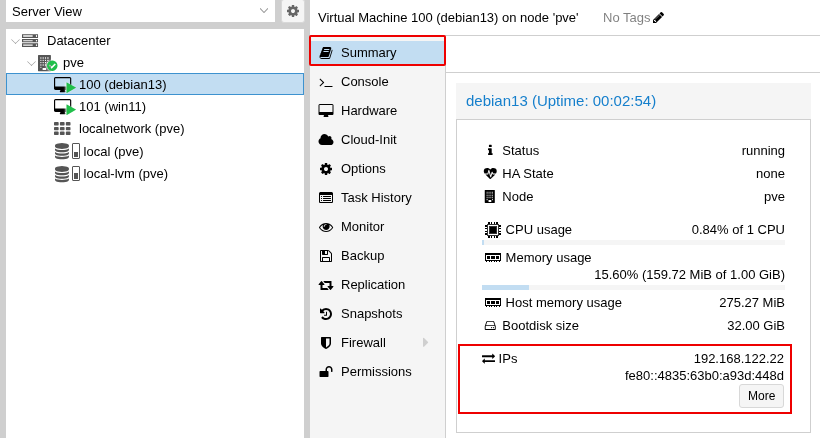 Server View
Datacenter
pve
100 (debian13)
101 (win11)
localnetwork (pve)
local (pve)
local-lvm (pve)
Virtual Machine 100 (debian13) on node 'pve' No Tags
Summary
Console
Hardware
Cloud-Init
Options
Task History
Monitor
Backup
Replication
Snapshots
Firewall
Permissions
debian13 (Uptime: 00:02:54)
Status running
HA State none
Node pve
CPU usage 0.84% of 1 CPU
Memory usage
15.60% (159.72 MiB of 1.00 GiB)
Host memory usage 275.27 MiB
Bootdisk size 32.00 GiB
IPs 192.168.122.22
fe80::4835:63b0:a93d:448d
More